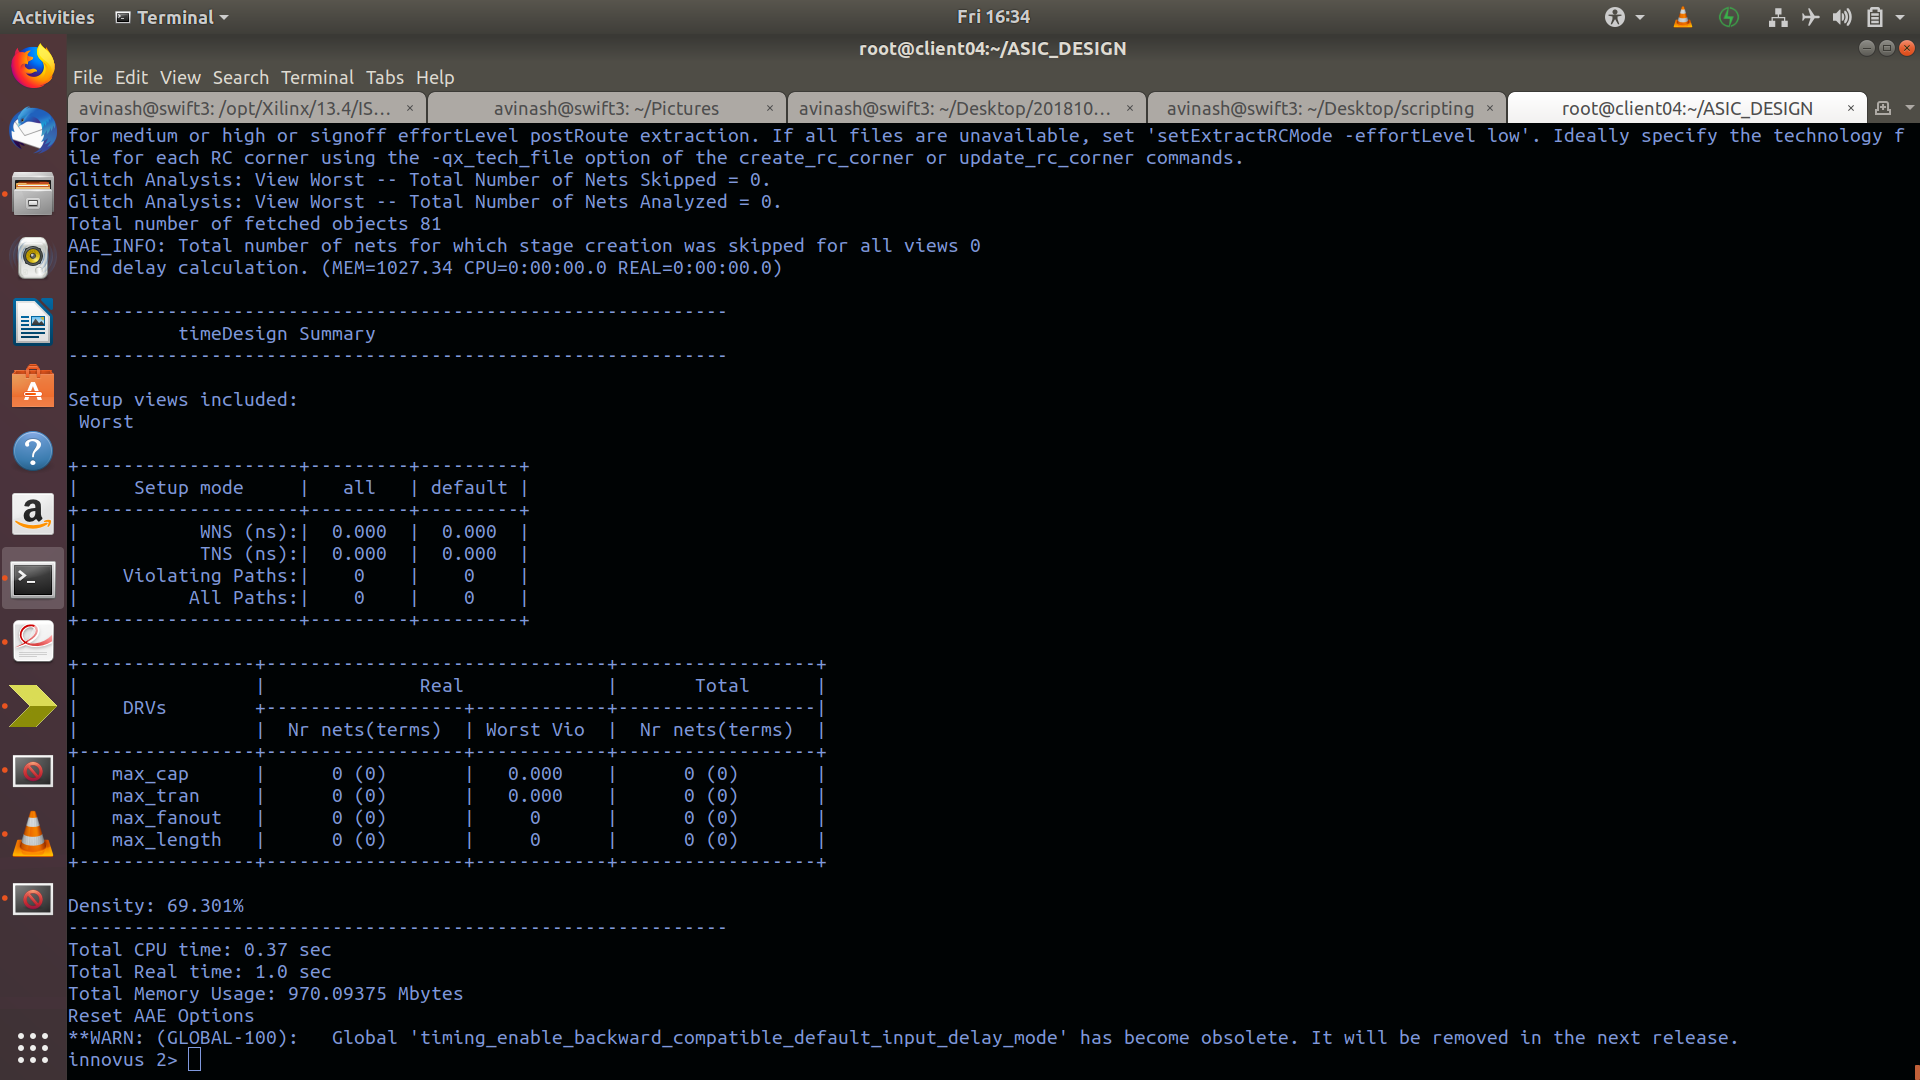 Activities Terminal Fri 16:34
root@client04:~/ASIC_DESIGN
File Edit View Search Terminal Tabs Help
avinash@swift3: /opt/Xilinx/13.4/IS... × avinash@swift3: ~/Pictures × avinash@swift3: ~/Desktop/201810... × avinash@swift3: ~/Desktop/scripting × root@client04:~/ASIC_DESIGN ×
for medium or high or signoff effortLevel postRoute extraction. If all files are unavailable, set 'setExtractRCMode -effortLevel low'. Ideally specify the technology f
ile for each RC corner using the -qx_tech_file option of the create_rc_corner or update_rc_corner commands.
Glitch Analysis: View Worst -- Total Number of Nets Skipped = 0.
Glitch Analysis: View Worst -- Total Number of Nets Analyzed = 0.
Total number of fetched objects 81
AAE_INFO: Total number of nets for which stage creation was skipped for all views 0
End delay calculation. (MEM=1027.34 CPU=0:00:00.0 REAL=0:00:00.0)
------------------------------------------------------------
          timeDesign Summary
------------------------------------------------------------
Setup views included:
 Worst
+--------------------+---------+---------+
|     Setup mode     |   all   | default |
+--------------------+---------+---------+
|           WNS (ns):|  0.000  |  0.000  |
|           TNS (ns):|  0.000  |  0.000  |
|    Violating Paths:|    0    |    0    |
|          All Paths:|    0    |    0    |
+--------------------+---------+---------+
+----------------+-------------------------------+------------------+
|                |              Real             |       Total      |
|    DRVs        +------------------+------------+------------------|
|                |  Nr nets(terms)  | Worst Vio  |  Nr nets(terms)  |
+----------------+------------------+------------+------------------+
|   max_cap      |      0 (0)       |   0.000    |      0 (0)       |
|   max_tran     |      0 (0)       |   0.000    |      0 (0)       |
|   max_fanout   |      0 (0)       |     0      |      0 (0)       |
|   max_length   |      0 (0)       |     0      |      0 (0)       |
+----------------+------------------+------------+------------------+
Density: 69.301%
------------------------------------------------------------
Total CPU time: 0.37 sec
Total Real time: 1.0 sec
Total Memory Usage: 970.09375 Mbytes
Reset AAE Options
**WARN: (GLOBAL-100):   Global 'timing_enable_backward_compatible_default_input_delay_mode' has become obsolete. It will be removed in the next release.
innovus 2>